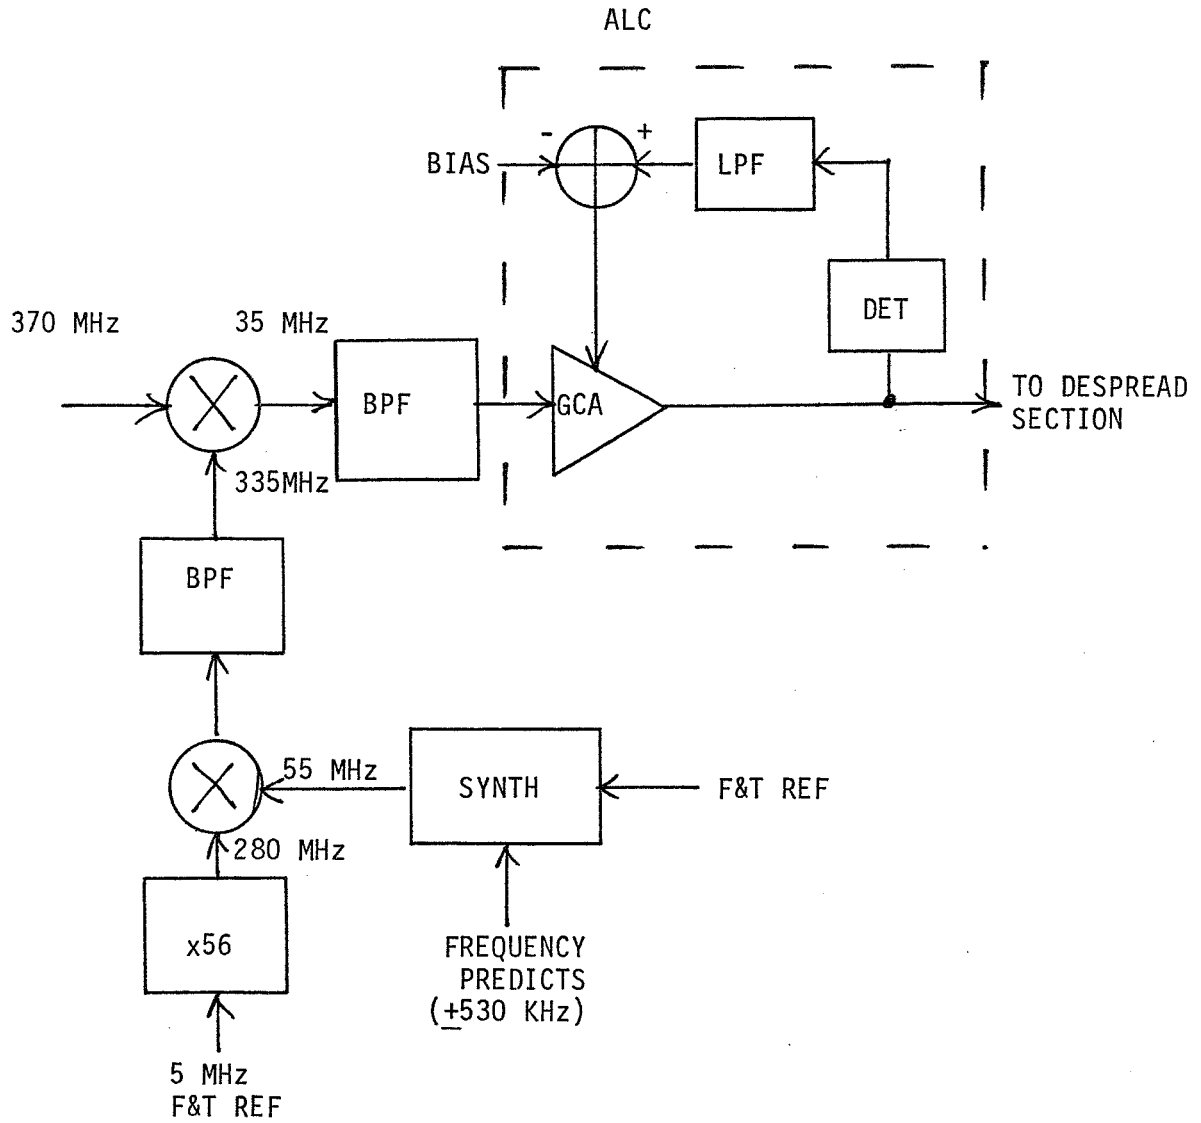 ALC
- +
BIAS
LPF
DET
370 MHz
35 MHz
BPF
GCA
TO DESPREAD
SECTION
335MHz
BPF
55 MHz
SYNTH
F&T REF
280 MHz
x56
FREQUENCY
PREDICTS
(±530 KHz)
5 MHz
F&T REF